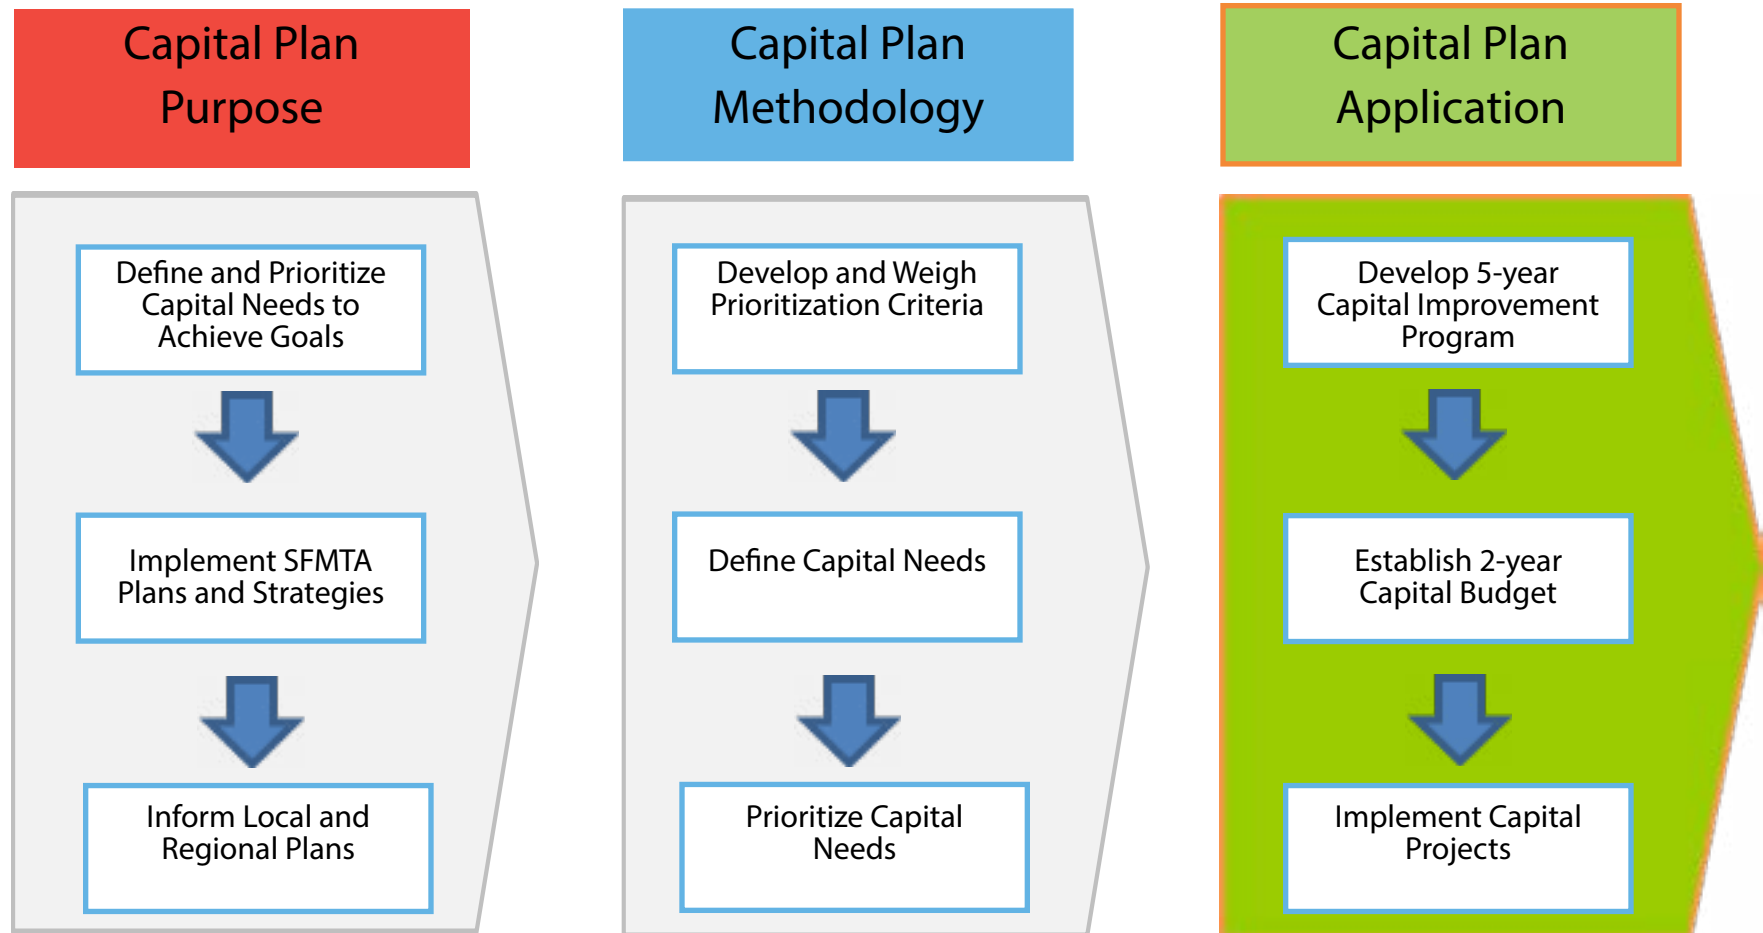 Capital Plan
Purpose
Define and Prioritize
Capital Needs to
Achieve Goals
Implement SFMTA
Plans and Strategies
Inform Local and
Regional Plans
Capital Plan
Methodology
Develop and Weigh
Prioritization Criteria
Define Capital Needs
Prioritize Capital
Needs
Capital Plan
Application
Develop 5-year
Capital Improvement
Program
Establish 2-year
Capital Budget
Implement Capital
Projects